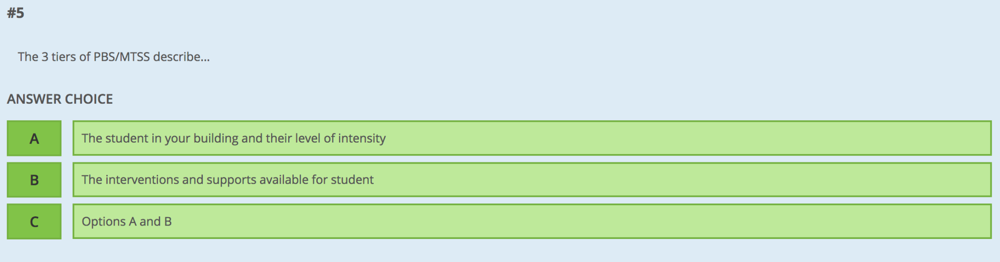 #5
The 3 tiers of PBS/MTSS describe...
ANSWER CHOICE
A
The student in your building and their level of intensity
B
The interventions and supports available for student
C
Options A and B